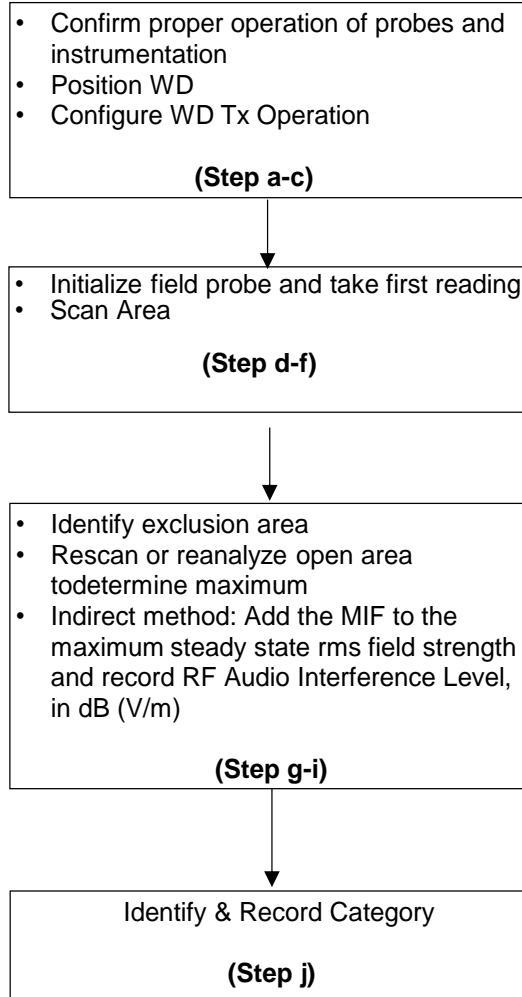 • Confirm proper operation of probes and
instrumentation
• Position WD
• Configure WD Tx Operation
(Step a-c)
• Initialize field probe and take first reading
• Scan Area
(Step d-f)
• Identify exclusion area
• Rescan or reanalyze open area
todetermine maximum
• Indirect method: Add the MIF to the
maximum steady state rms field strength
and record RF Audio Interference Level,
in dB (V/m)
(Step g-i)
Identify & Record Category
(Step j)